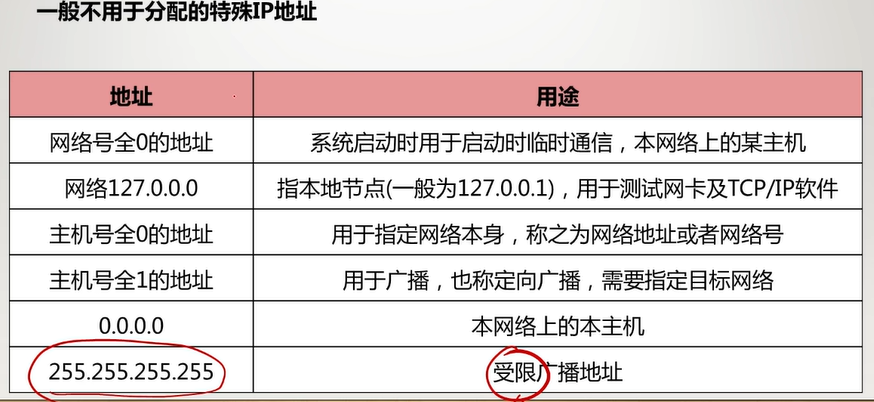 一般不用于分配的特殊IP地址
地址 用途
网络号全0的地址 系统启动时用于启动时临时通信，本网络上的某主机
网络127.0.0.0 指本地节点(一般为127.0.0.1)，用于测试网卡及TCP/IP软件
主机号全0的地址 用于指定网络本身，称之为网络地址或者网络号
主机号全1的地址 用于广播，也称定向广播，需要指定目标网络
0.0.0.0 本网络上的本主机
255.255.255.255 受限广播地址